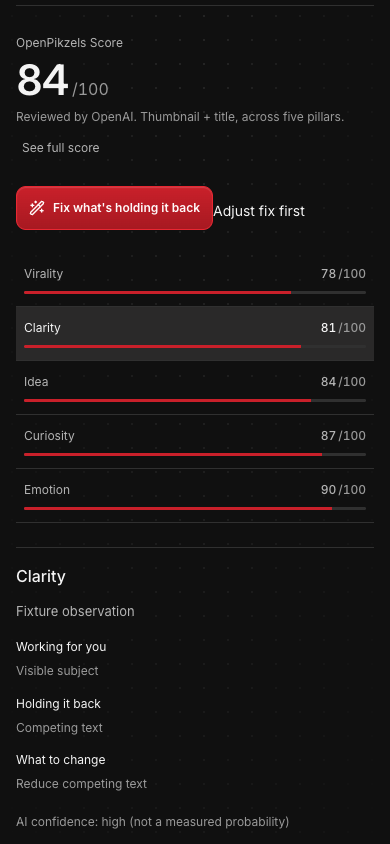 OpenPikzels Score
84/100
Reviewed by OpenAI. Thumbnail + title, across five pillars.
See full score
Fix what's holding it back Adjust fix first
Virality 78/100
Clarity 81/100
Idea 84/100
Curiosity 87/100
Emotion 90/100
Clarity
Fixture observation
Working for you
Visible subject
Holding it back
Competing text
What to change
Reduce competing text
AI confidence: high (not a measured probability)